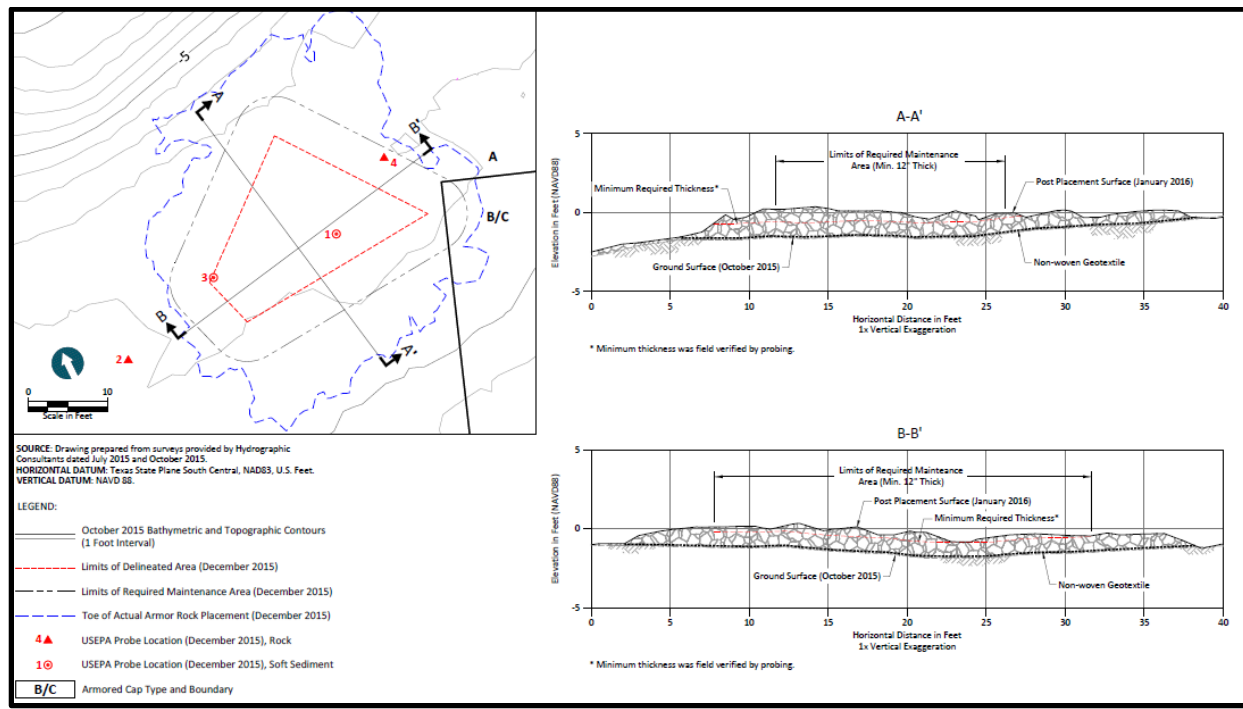 -5
A
B'
4
A
B/C
1
3
B
A'
2
0 10
Scale in Feet
SOURCE: Drawing prepared from surveys provided by Hydrographic
Consultants dated July 2015 and October 2015.
HORIZONTAL DATUM: Texas State Plane South Central, NAD83, U.S. Feet.
VERTICAL DATUM: NAVD 88.
LEGEND:
October 2015 Bathymetric and Topographic Contours
(1 Foot Interval)
Limits of Delineated Area (December 2015)
Limits of Required Maintenance Area (December 2015)
Toe of Actual Armor Rock Placement (December 2015)
4 USEPA Probe Location (December 2015), Rock
1 USEPA Probe Location (December 2015), Soft Sediment
B/C Armored Cap Type and Boundary
A-A'
Elevation in Feet (NAVD88)
5
0
-5
Limits of Required Maintenance
Area (Min. 12" Thick)
Minimum Required Thickness*
Post Placement Surface (January 2016)
Ground Surface (October 2015)
Non-woven Geotextile
0 5 10 15 20 25 30 35 40
Horizontal Distance in Feet
1x Vertical Exaggeration
* Minimum thickness was field verified by probing.
B-B'
Elevation in Feet (NAVD88)
5
0
-5
Limits of Required Mainteance
Area (Min. 12" Thick)
Post Placement Surface (January 2016)
Minimum Required Thickness*
Ground Surface (October 2015)
Non-woven Geotextile
0 5 10 15 20 25 30 35 40
Horizontal Distance in Feet
1x Vertical Exaggeration
* Minimum thickness was field verified by probing.